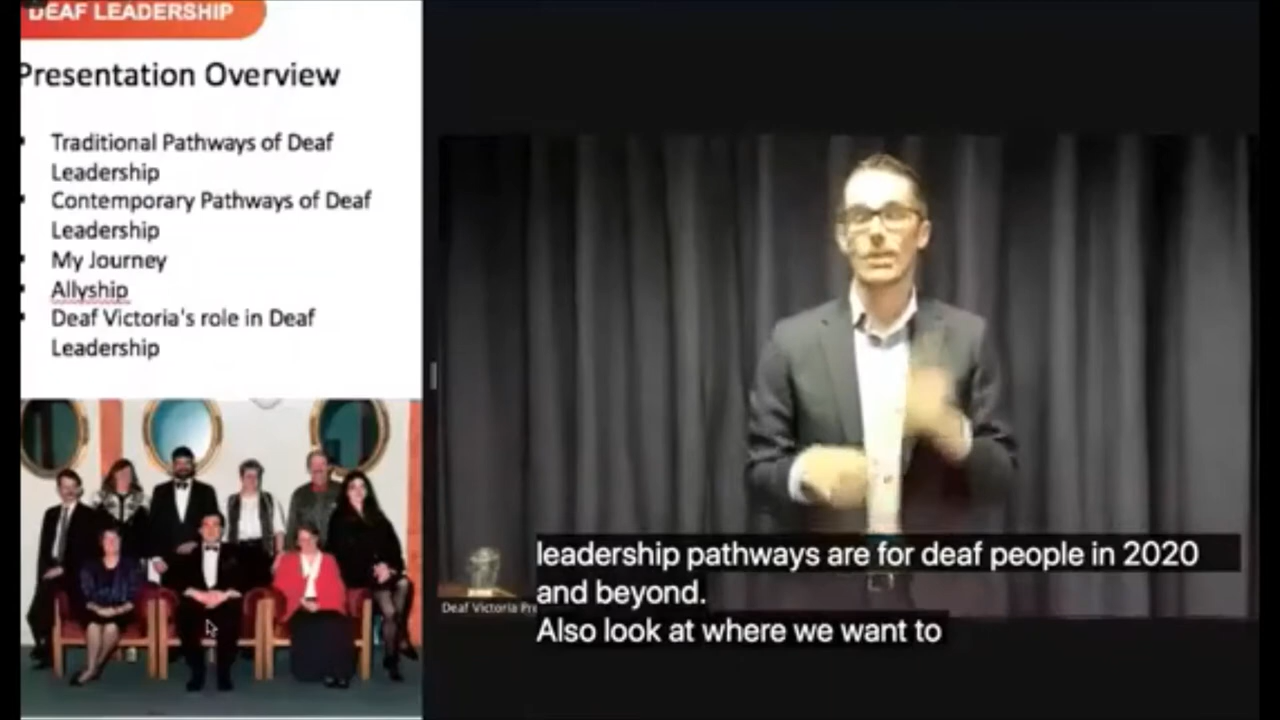 DEAF LEADERSHIP
Presentation Overview
Traditional Pathways of Deaf
Leadership
Contemporary Pathways of Deaf
Leadership
My Journey
Allyship
Deaf Victoria's role in Deaf
Leadership
Deaf Victoria
leadership pathways are for deaf people in 2020
and beyond.
Also look at where we want to